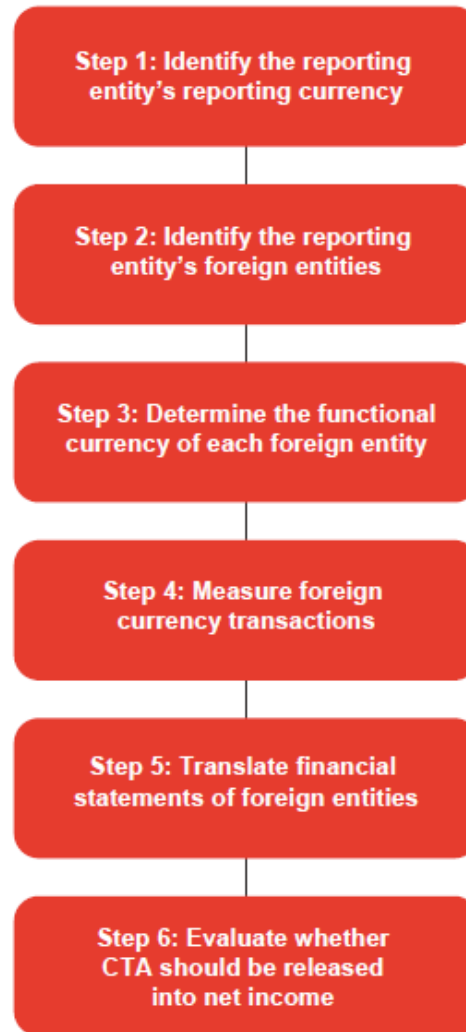 Step 1: Identify the reporting
entity's reporting currency
Step 2: Identify the reporting
entity's foreign entities
Step 3: Determine the functional
currency of each foreign entity
Step 4: Measure foreign
currency transactions
Step 5: Translate financial
statements of foreign entities
Step 6: Evaluate whether
CTA should be released
into net income